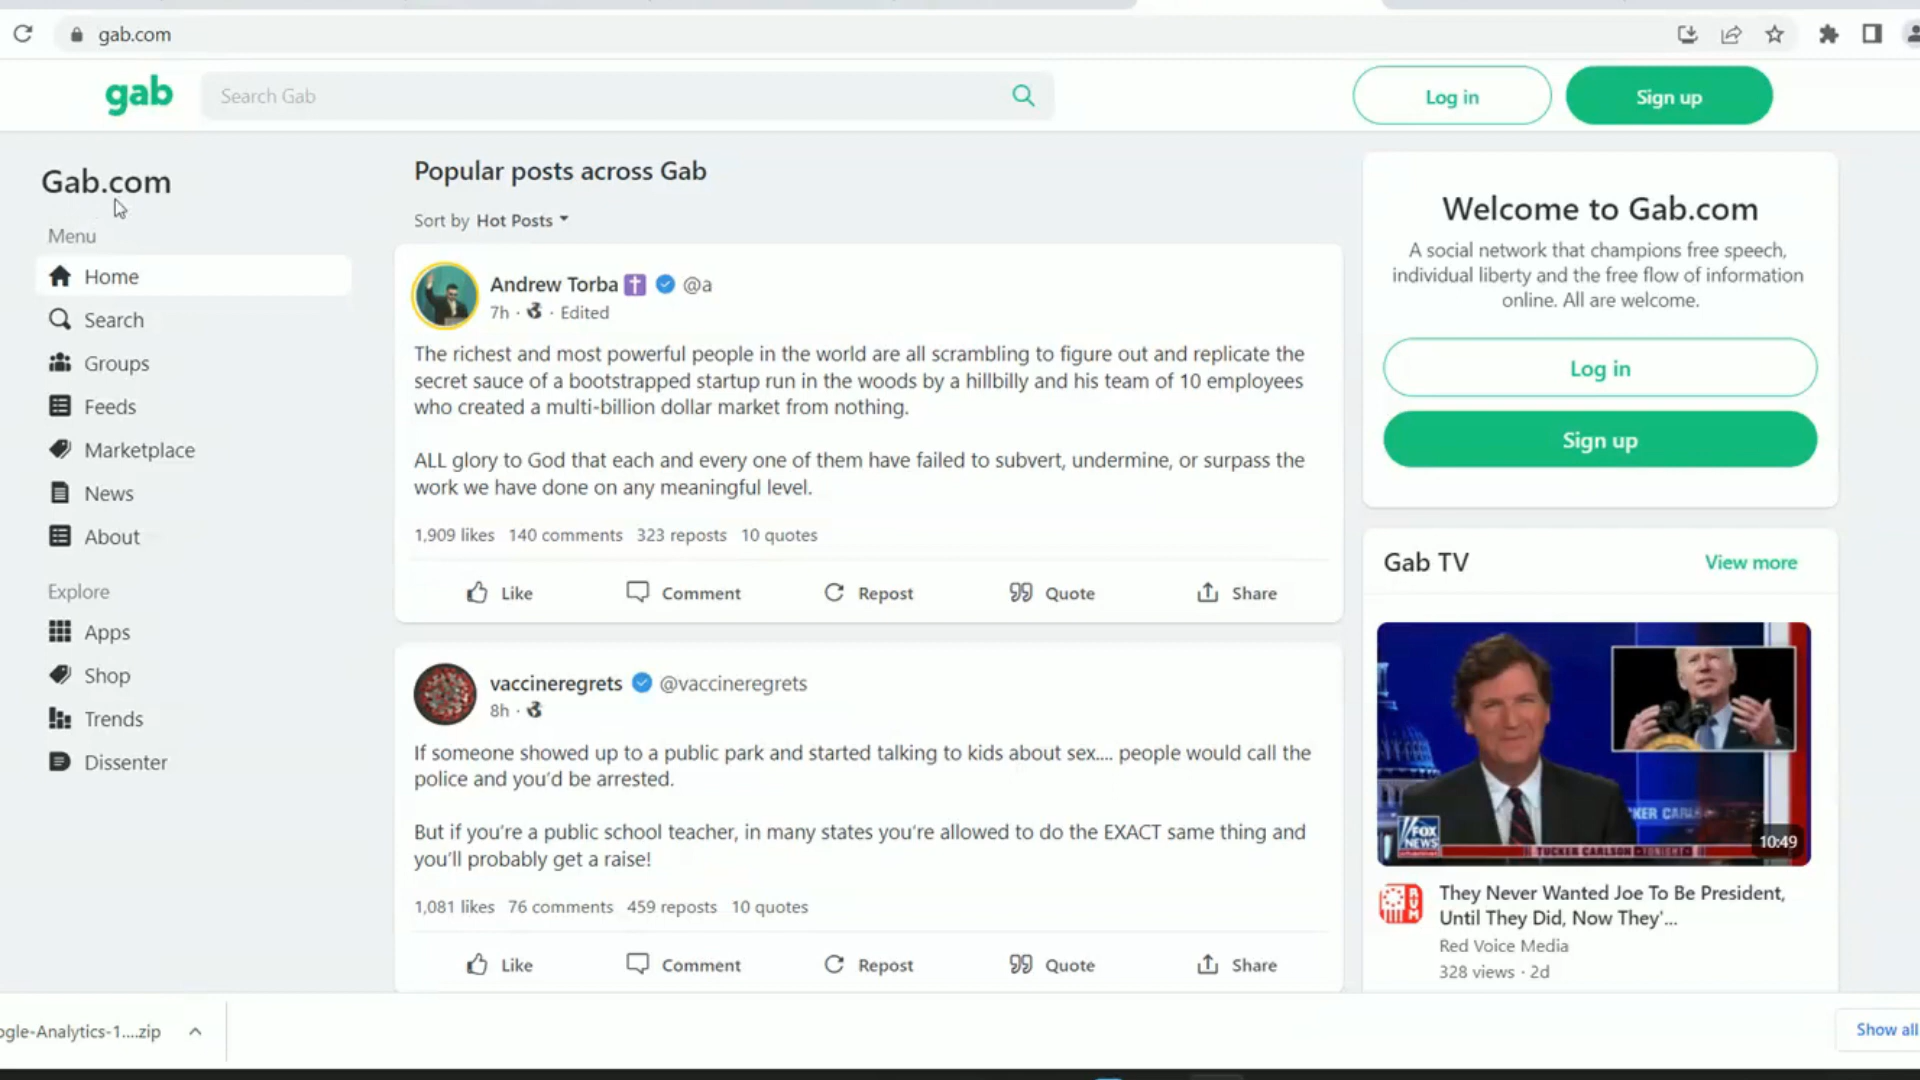 gab.com
gab
Search Gab
Log in
Sign up
Gab.com
Menu
Home
Search
Groups
Feeds
Marketplace
News
About
Explore
Apps
Shop
Trends
Dissenter
Popular posts across Gab
Sort by Hot Posts
Andrew Torba @a
7h · · Edited
The richest and most powerful people in the world are all scrambling to figure out and replicate the
secret sauce of a bootstrapped startup run in the woods by a hillbilly and his team of 10 employees
who created a multi-billion dollar market from nothing.
ALL glory to God that each and every one of them have failed to subvert, undermine, or surpass the
work we have done on any meaningful level.
1,909 likes 140 comments 323 reposts 10 quotes
Like Comment Repost Quote Share
vaccineregrets @vaccineregrets
8h ·
If someone showed up to a public park and started talking to kids about sex.... people would call the
police and you'd be arrested.
But if you're a public school teacher, in many states you're allowed to do the EXACT same thing and
you'll probably get a raise!
1,081 likes 76 comments 459 reposts 10 quotes
Like Comment Repost Quote Share
Welcome to Gab.com
A social network that champions free speech,
individual liberty and the free flow of information
online. All are welcome.
Log in
Sign up
Gab TV
View more
KER CARL
FOX
NEWS
TUCKER CARLSON TONIGHT
10:49
They Never Wanted Joe To Be President,
Until They Did, Now They'...
Red Voice Media
328 views · 2d
ogle-Analytics-1....zip
Show all